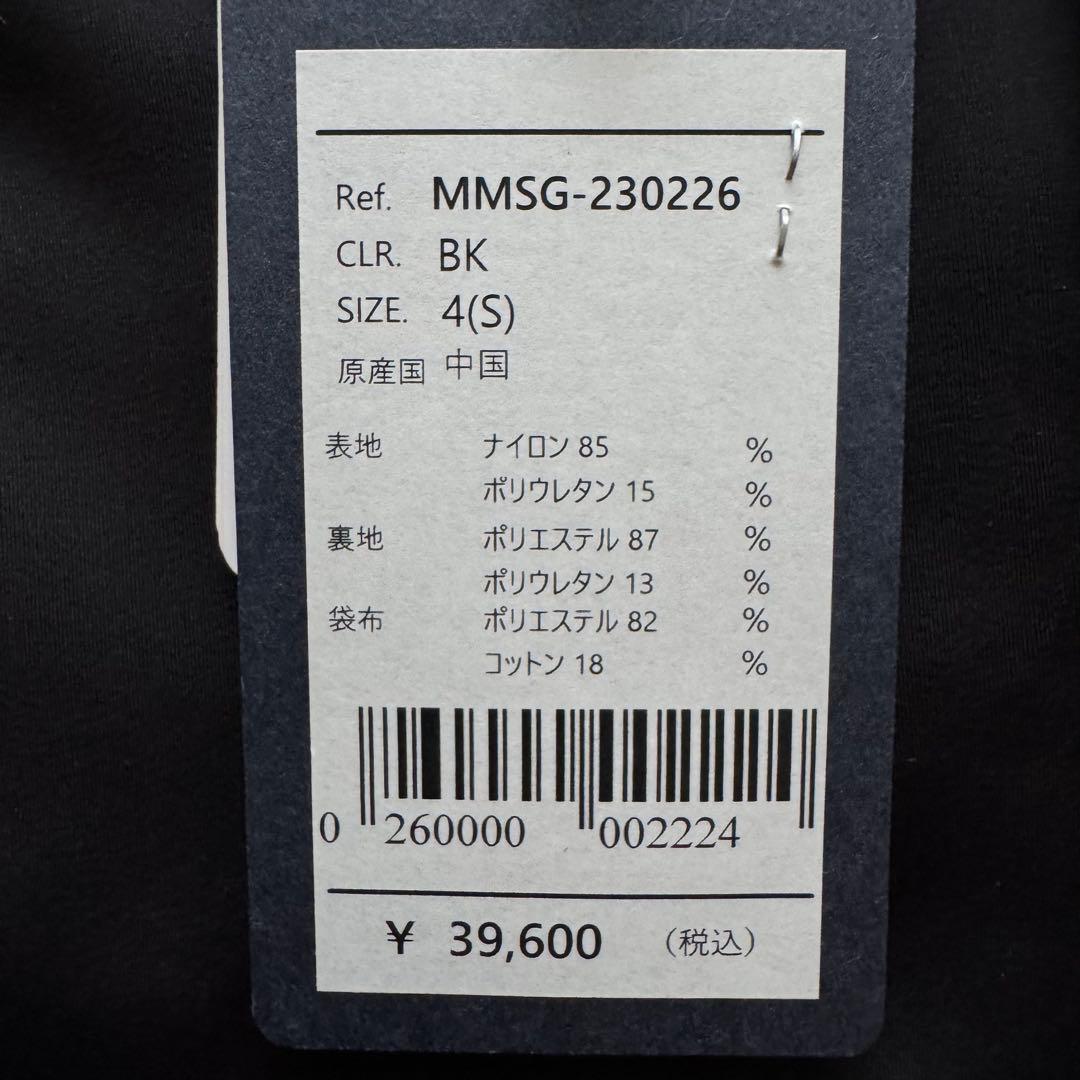 Ref. MMSG-230226
CLR. BK
SIZE. 4(S)
原産国 中国
表地 ナイロン 85 %
ポリウレタン 15 %
裏地 ポリエステル 87 %
ポリウレタン 13 %
袋布 ポリエステル 82 %
コットン 18 %
0 260000 002224
¥ 39,600 (税込)